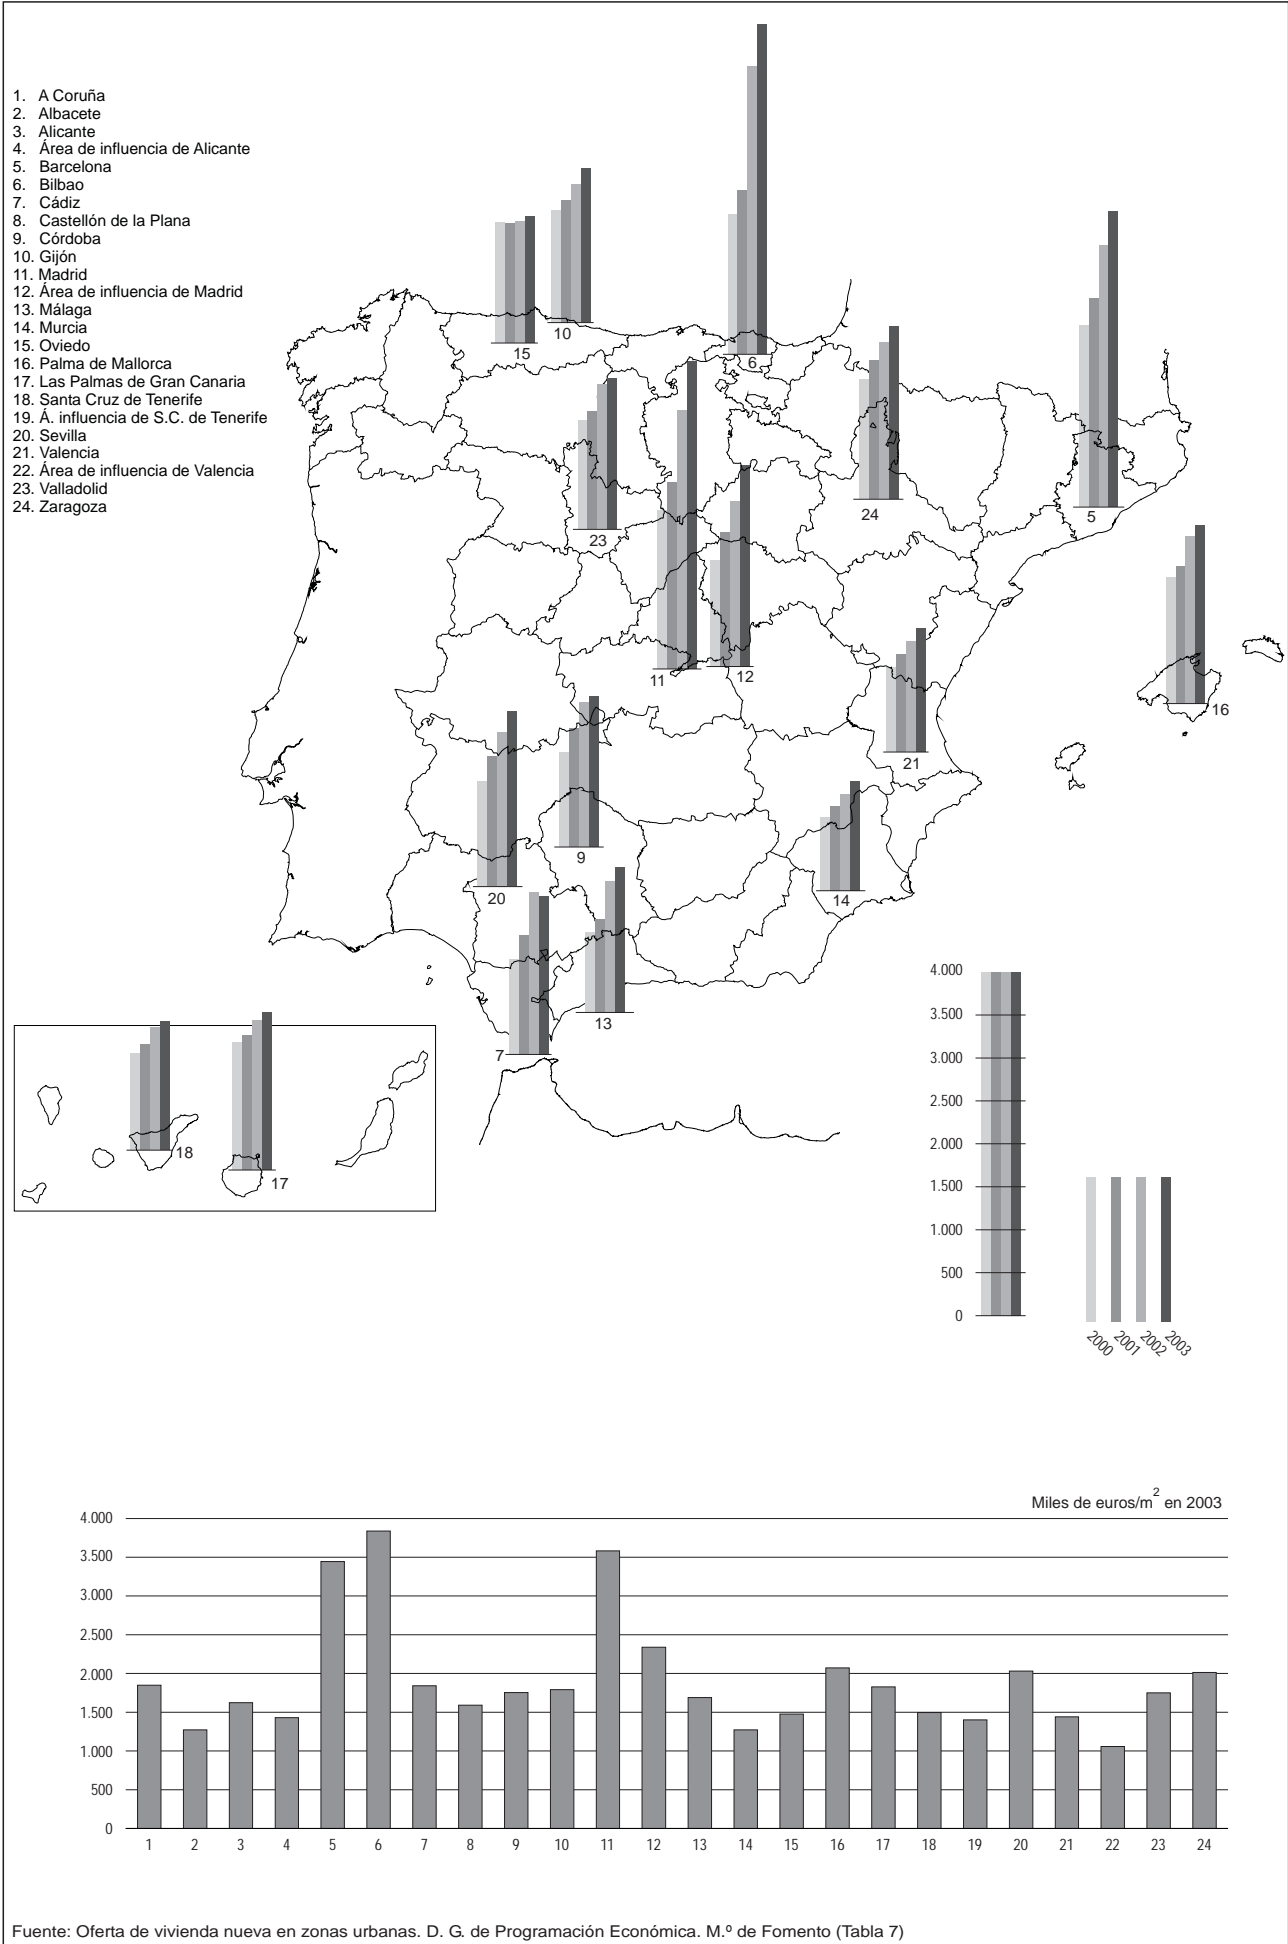 1. A Coruña
2. Albacete
3. Alicante
4. Área de influencia de Alicante
5. Barcelona
6. Bilbao
7. Cádiz
8. Castellón de la Plana
9. Córdoba
10. Gijón
11. Madrid
12. Área de influencia de Madrid
13. Málaga
14. Murcia
15. Oviedo
16. Palma de Mallorca
17. Las Palmas de Gran Canaria
18. Santa Cruz de Tenerife
19. Á. influencia de S.C. de Tenerife
20. Sevilla
21. Valencia
22. Área de influencia de Valencia
23. Valladolid
24. Zaragoza
15
10
6
5
24
23
11
12
16
21
9
20
14
13
7
18
17
4.000
3.500
3.000
2.500
2.000
1.500
1.000
500
0
2000
2001
2002
2003
Miles de euros/m2 en 2003
4.000
3.500
3.000
2.500
2.000
1.500
1.000
500
0
1 2 3 4 5 6 7 8 9 10 11 12 13 14 15 16 17 18 19 20 21 22 23 24
Fuente: Oferta de vivienda nueva en zonas urbanas. D. G. de Programación Económica. M.º de Fomento (Tabla 7)